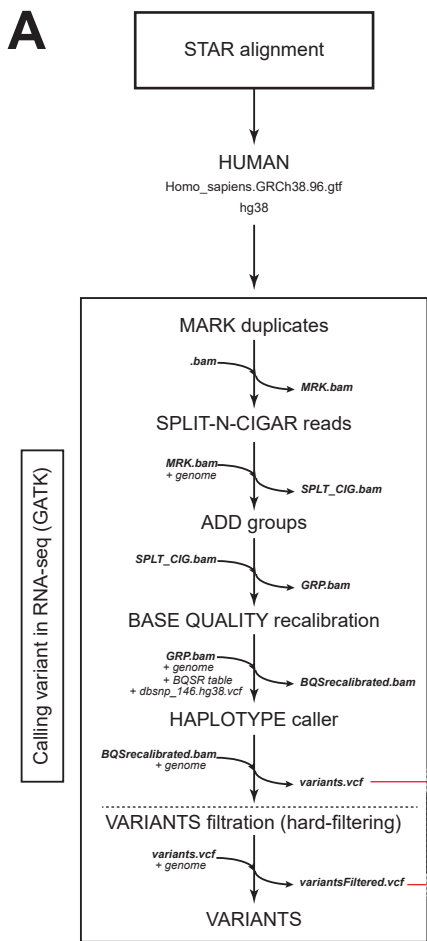 A
STAR alignment
HUMAN
Homo_sapiens.GRCh38.96.gtf
hg38
Calling variant in RNA-seq (GATK)
MARK duplicates
.bam
MRK.bam
SPLIT-N-CIGAR reads
MRK.bam
+ genome
SPLT_CIG.bam
ADD groups
SPLT_CIG.bam
GRP.bam
BASE QUALITY recalibration
GRP.bam
+ genome
+ BQSR table
+ dbsnp_146.hg38.vcf
BQSrecalibrated.bam
HAPLOTYPE caller
BQSrecalibrated.bam
+ genome
variants.vcf
VARIANTS filtration (hard-filtering)
variants.vcf
+ genome
variantsFiltered.vcf
VARIANTS